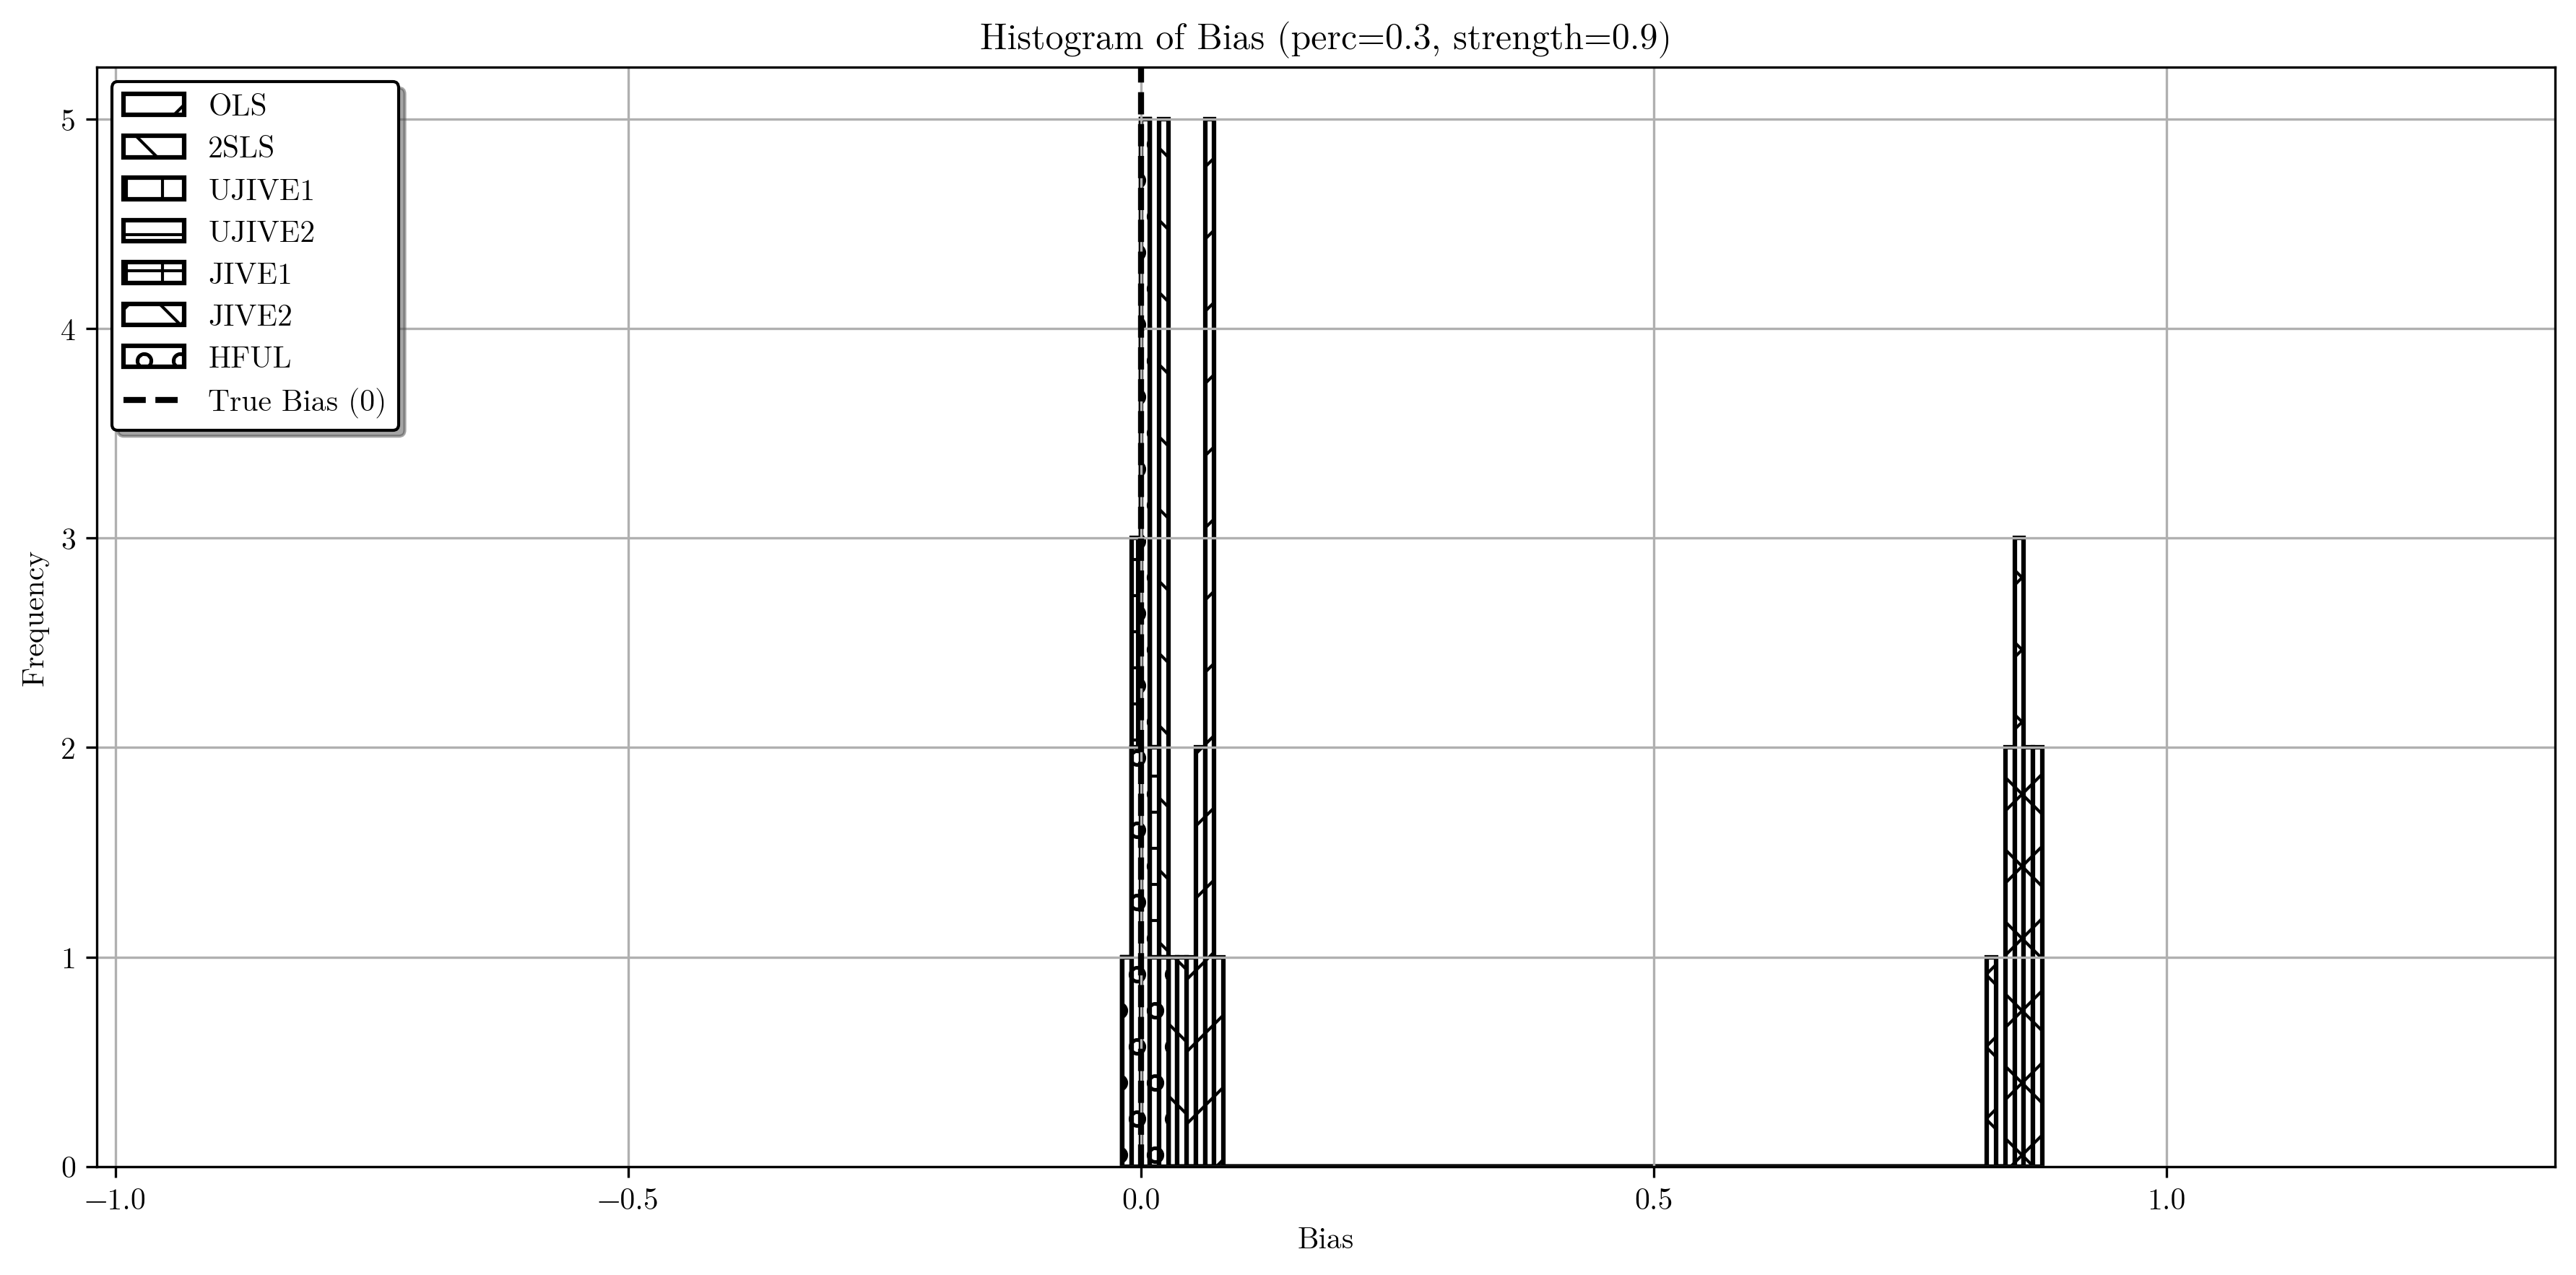 Histogram of Bias (perc=0.3, strength=0.9)
OLS
2SLS
UJIVE1
UJIVE2
JIVE1
JIVE2
HFUL
True Bias (0)
Frequency
5
4
3
2
1
0
−1.0 −0.5 0.0 0.5 1.0
Bias